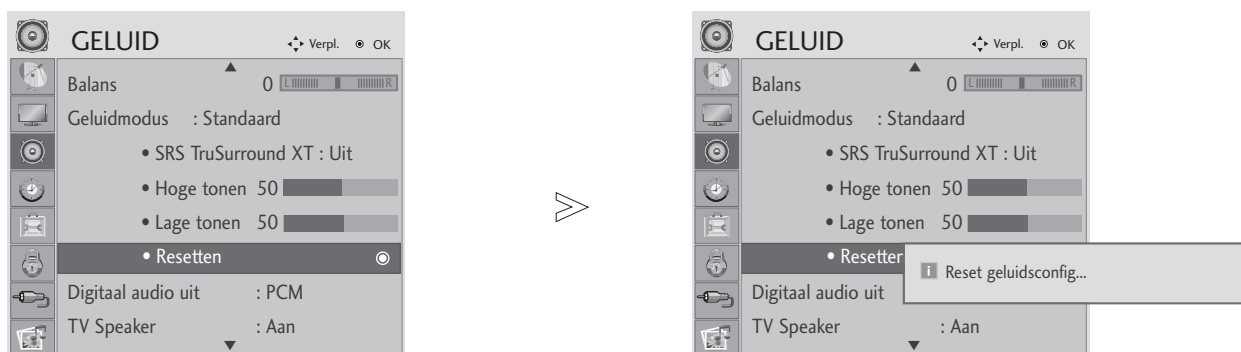 GELUID Verpl. OK
Balans 0 L R
Geluidmodus : Standaard
• SRS TruSurround XT : Uit
• Hoge tonen 50
• Lage tonen 50
• Resetten
Digitaal audio uit : PCM
TV Speaker : Aan
GELUID Verpl. OK
Balans 0 L R
Geluidmodus : Standaard
• SRS TruSurround XT : Uit
• Hoge tonen 50
• Lage tonen 50
• Resetten
i Reset geluidsconfig...
Digitaal audio uit
TV Speaker : Aan